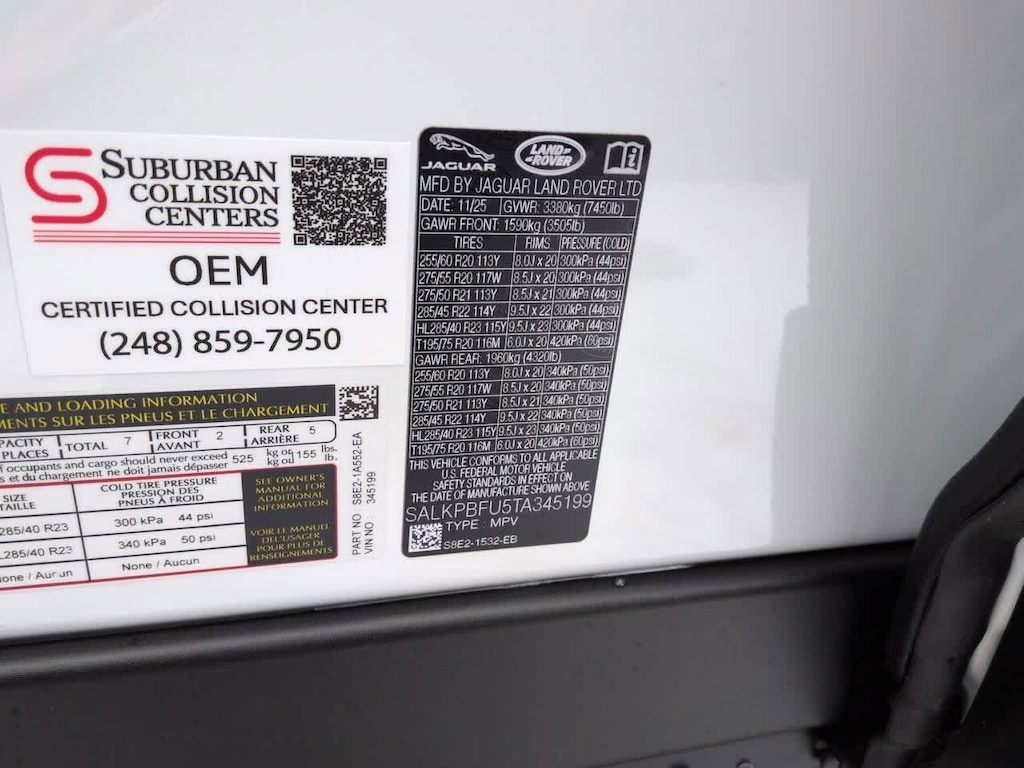 SUBURBAN
COLLISION
CENTERS
OEM
CERTIFIED COLLISION CENTER
(248) 859-7950
JAGUAR
LAND-
-ROVER
MFD BY JAGUAR LAND ROVER LTD
DATE: 11/25 GVWR: 3380kg (7450lb)
GAWR FRONT: 1590kg (3505lb)
TIRES RIMS PRESSURE (COLD)
255/60 R20 113Y 8.0J x 20 300kPa (44psi)
275/55 R20 117W 8.5J x 20 300kPa (44psi)
275/50 R21 113Y 8.5J x 21 300kPa (44psi)
285/45 R22 114Y 9.5J x 22 300kPa (44psi)
HL285/40 R23 115Y 9.5J x 23 300kPa (44psi)
T195/75 R20 116M 6.0J x 20 420kPa (60psi)
GAWR REAR: 1960kg (4320lb)
255/60 R20 113Y 8.0J x 20 340kPa (50psi)
275/55 R20 117W 8.5J x 20 340kPa (50psi)
275/50 R21 113Y 8.5J x 21 340kPa (50psi)
285/45 R22 114Y 9.5J x 22 340kPa (50psi)
HL285/40 R23 115Y 9.5J x 23 340kPa (50psi)
T195/75 R20 116M 6.0J x 20 420kPa (60psi)
THIS VEHICLE CONFORMS TO ALL APPLICABLE
U.S. FEDERAL MOTOR VEHICLE
SAFETY STANDARDS IN EFFECT ON
THE DATE OF MANUFACTURE SHOWN ABOVE
SALKPBFU5TA345199
TYPE: MPV
S8E2-1532-EB
E AND LOADING INFORMATION
MENTS SUR LES PNEUS ET LE CHARGEMENT
PACITY TOTAL 7 FRONT 2 REAR 5
PLACES AVANT ARRIÈRE
f occupants and cargo should never exceed 525 kg or 155 lbs.
s et du chargement ne doit jamais dépasser kg ou lb.
SIZE COLD TIRE PRESSURE
TAILLE PRESSION DES
PNEUS À FROID
285/40 R23 300 kPa 44 psi
L285/40 R23 340 kPa 50 psi
None / Aucun None / Aucun
SEE OWNER'S
MANUAL FOR
ADDITIONAL
INFORMATION
VOIR LE MANUEL
DE L'USAGER
POUR PLUS DE
RENSEIGNEMENTS
PART NO S8E2-1A552-EA
VIN NO: 345199